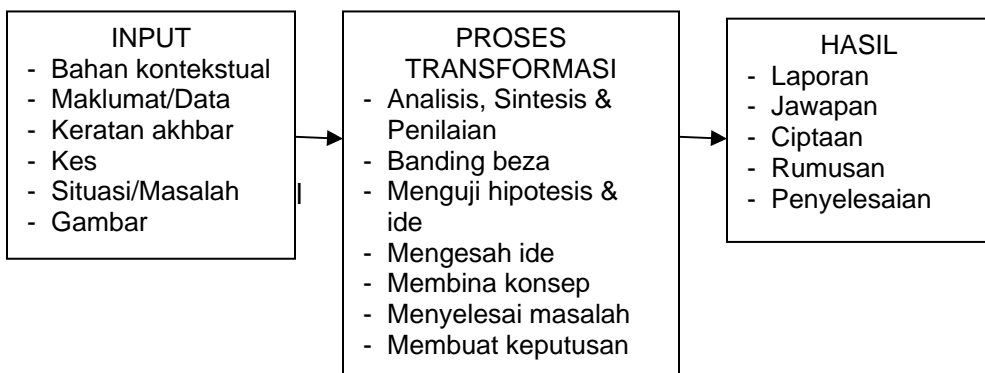 INPUT
- Bahan kontekstual
- Maklumat/Data
- Keratan akhbar
- Kes
- Situasi/Masalah
- Gambar
l
PROSES
TRANSFORMASI
- Analisis, Sintesis &
Penilaian
- Banding beza
- Menguji hipotesis &
ide
- Mengesah ide
- Membina konsep
- Menyelesai masalah
- Membuat keputusan
HASIL
- Laporan
- Jawapan
- Ciptaan
- Rumusan
- Penyelesaian